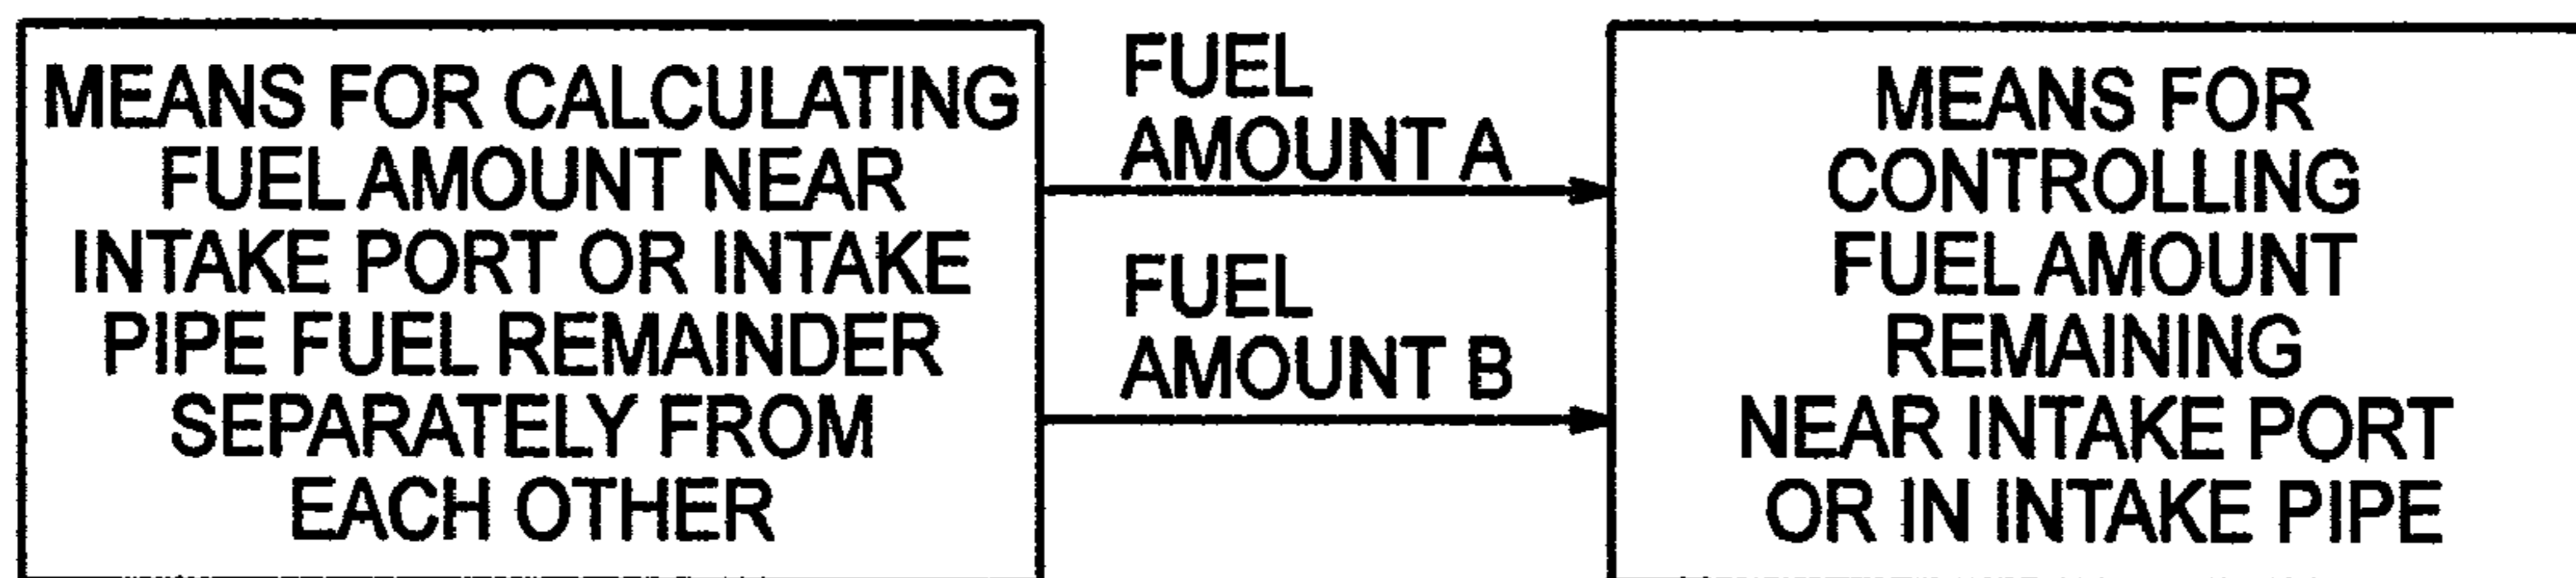 MEANS FOR CALCULATING
FUEL AMOUNT NEAR
INTAKE PORT OR INTAKE
PIPE FUEL REMAINDER
SEPARATELY FROM
EACH OTHER
FUEL
AMOUNT A
FUEL
AMOUNT B
MEANS FOR
CONTROLLING
FUEL AMOUNT
REMAINING
NEAR INTAKE PORT
OR IN INTAKE PIPE